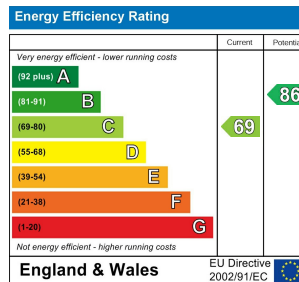 Energy Efficiency Rating
Current Potentia
Very energy efficient - lower running costs
(92 plus) A
(81-91) B
86
(69-80) C
69
(55-68) D
(39-54) E
(21-38) F
(1-20) G
Not energy efficient - higher running costs
England & Wales
EU Directive
2002/91/EC